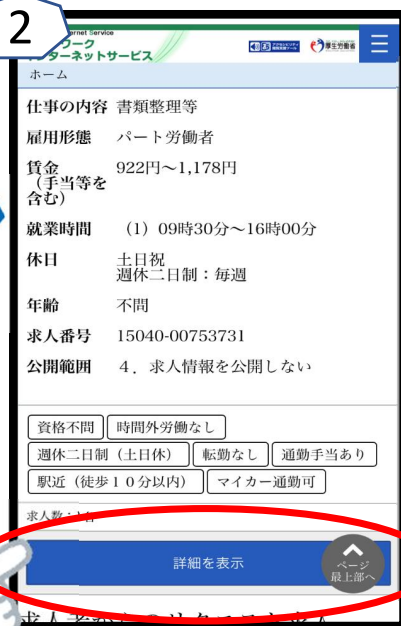 2
ernet Service
ワーク
ターネットサービス
厚生労働省
ホーム
仕事の内容 書類整理等
雇用形態 パート労働者
賃金 922円〜1,178円
（手当等を
含む）
就業時間 （1）09時30分〜16時00分
休日 土日祝
週休二日制：毎週
年齢 不問
求人番号 15040-00753731
公開範囲 4．求人情報を公開しない
資格不問 時間外労働なし
週休二日制（土日休） 転勤なし 通勤手当あり
駅近（徒歩１０分以内） マイカー通勤可
求人数：
詳細を表示
ページ
最上部へ